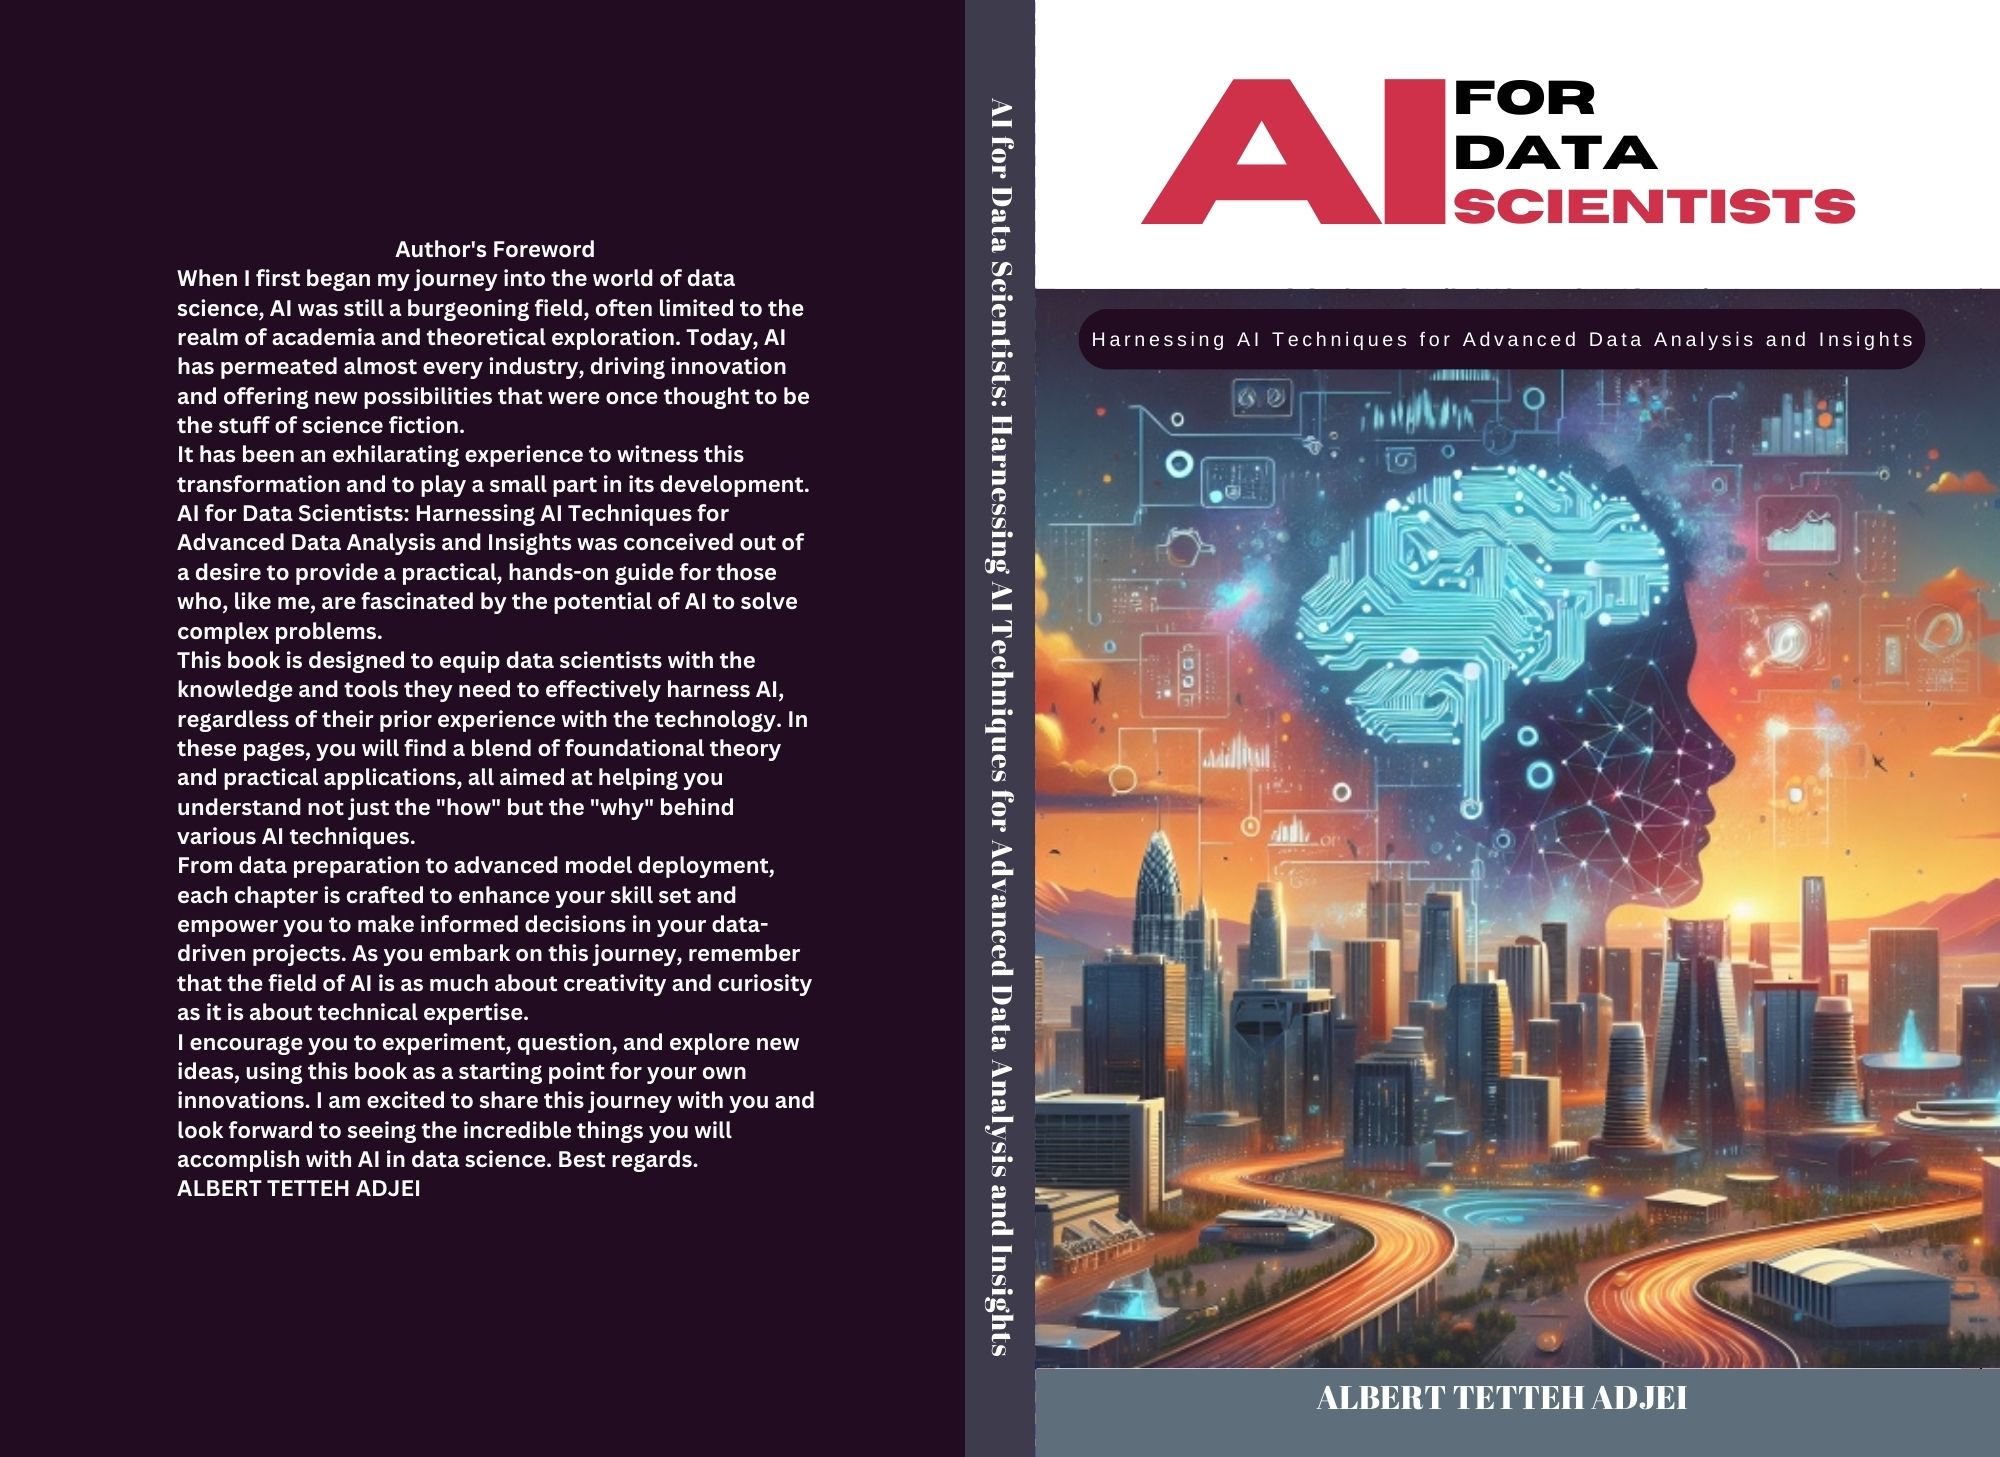 Author's Foreword
When I first began my journey into the world of data
science, AI was still a burgeoning field, often limited to the
realm of academia and theoretical exploration. Today, AI
has permeated almost every industry, driving innovation
and offering new possibilities that were once thought to be
the stuff of science fiction.
It has been an exhilarating experience to witness this
transformation and to play a small part in its development.
AI for Data Scientists: Harnessing AI Techniques for
Advanced Data Analysis and Insights was conceived out of
a desire to provide a practical, hands-on guide for those
who, like me, are fascinated by the potential of AI to solve
complex problems.
This book is designed to equip data scientists with the
knowledge and tools they need to effectively harness AI,
regardless of their prior experience with the technology. In
these pages, you will find a blend of foundational theory
and practical applications, all aimed at helping you
understand not just the "how" but the "why" behind
various AI techniques.
From data preparation to advanced model deployment,
each chapter is crafted to enhance your skill set and
empower you to make informed decisions in your data-
driven projects. As you embark on this journey, remember
that the field of AI is as much about creativity and curiosity
as it is about technical expertise.
I encourage you to experiment, question, and explore new
ideas, using this book as a starting point for your own
innovations. I am excited to share this journey with you and
look forward to seeing the incredible things you will
accomplish with AI in data science. Best regards.
ALBERT TETTEH ADJEI
AI for Data Scientists: Harnessing AI Techniques for Advanced Data Analysis and Insights
AI
FOR
DATA
SCIENTISTS
Harnessing AI Techniques for Advanced Data Analysis and Insights
ALBERT TETTEH ADJEI